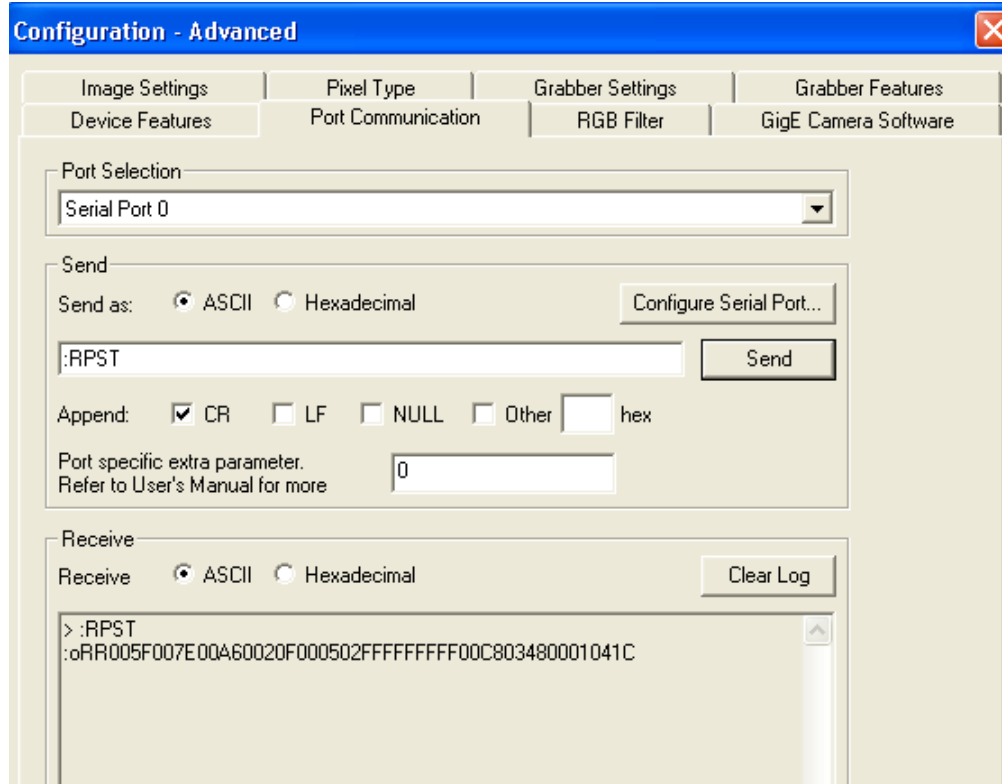 Configuration - Advanced
Image Settings Pixel Type Grabber Settings Grabber Features
Device Features Port Communication RGB Filter GigE Camera Software
Port Selection
Serial Port 0
Send
Send as: ASCII Hexadecimal Configure Serial Port...
:RPST Send
Append: CR LF NULL Other hex
Port specific extra parameter.
Refer to User's Manual for more
0
Receive
Receive ASCII Hexadecimal Clear Log
> :RPST
:oRR005F007E00A60020F000502FFFFFFFFF00C803480001041C